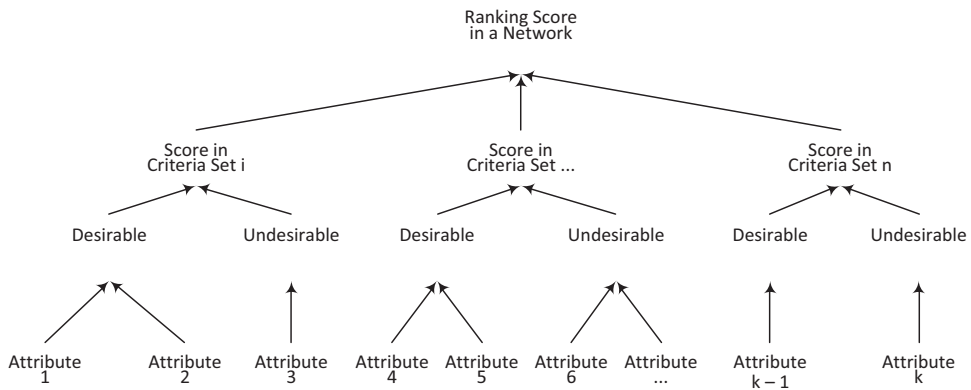 Ranking Score
in a Network
Score in
Criteria Set i
Score in
Criteria Set ...
Score in
Criteria Set n
Desirable
Undesirable
Desirable
Undesirable
Desirable
Undesirable
Attribute
1
Attribute
2
Attribute
3
Attribute
4
Attribute
5
Attribute
6
Attribute
...
Attribute
k – 1
Attribute
k